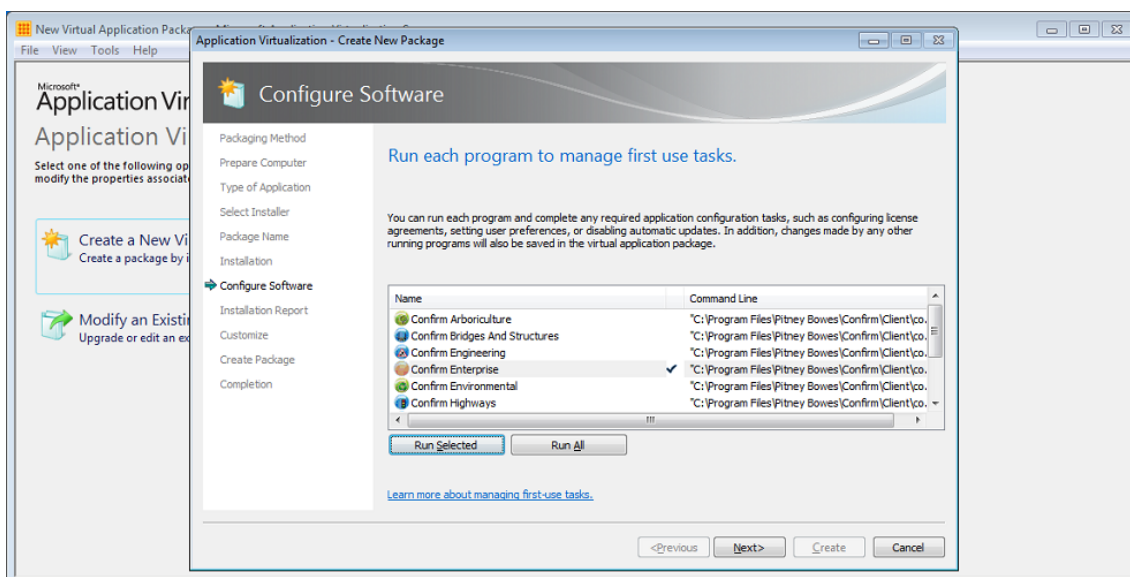 New Virtual Application Packa
File View Tools Help
Microsoft*
Application Vir
Application Vi
Select one of the following op
modify the properties associat
Create a New Vi
Create a package by i
Modify an Existi
Upgrade or edit an ex
Application Virtualization - Create New Package
Configure Software
Packaging Method
Prepare Computer
Type of Application
Select Installer
Package Name
Installation
Configure Software
Installation Report
Customize
Create Package
Completion
Run each program to manage first use tasks.
You can run each program and complete any required application configuration tasks, such as configuring license
agreements, setting user preferences, or disabling automatic updates. In addition, changes made by any other
running programs will also be saved in the virtual application package.
Name Command Line
Confirm Arboriculture "C:\Program Files\Pitney Bowes\Confirm\Client\co.
Confirm Bridges And Structures "C:\Program Files\Pitney Bowes\Confirm\Client\co.
Confirm Engineering "C:\Program Files\Pitney Bowes\Confirm\Client\co.
Confirm Enterprise "C:\Program Files\Pitney Bowes\Confirm\Client\co.
Confirm Environmental "C:\Program Files\Pitney Bowes\Confirm\Client\co.
Confirm Highways "C:\Program Files\Pitney Bowes\Confirm\Client\co.
Run Selected Run All
Learn more about managing first-use tasks.
<Previous Next> Create Cancel